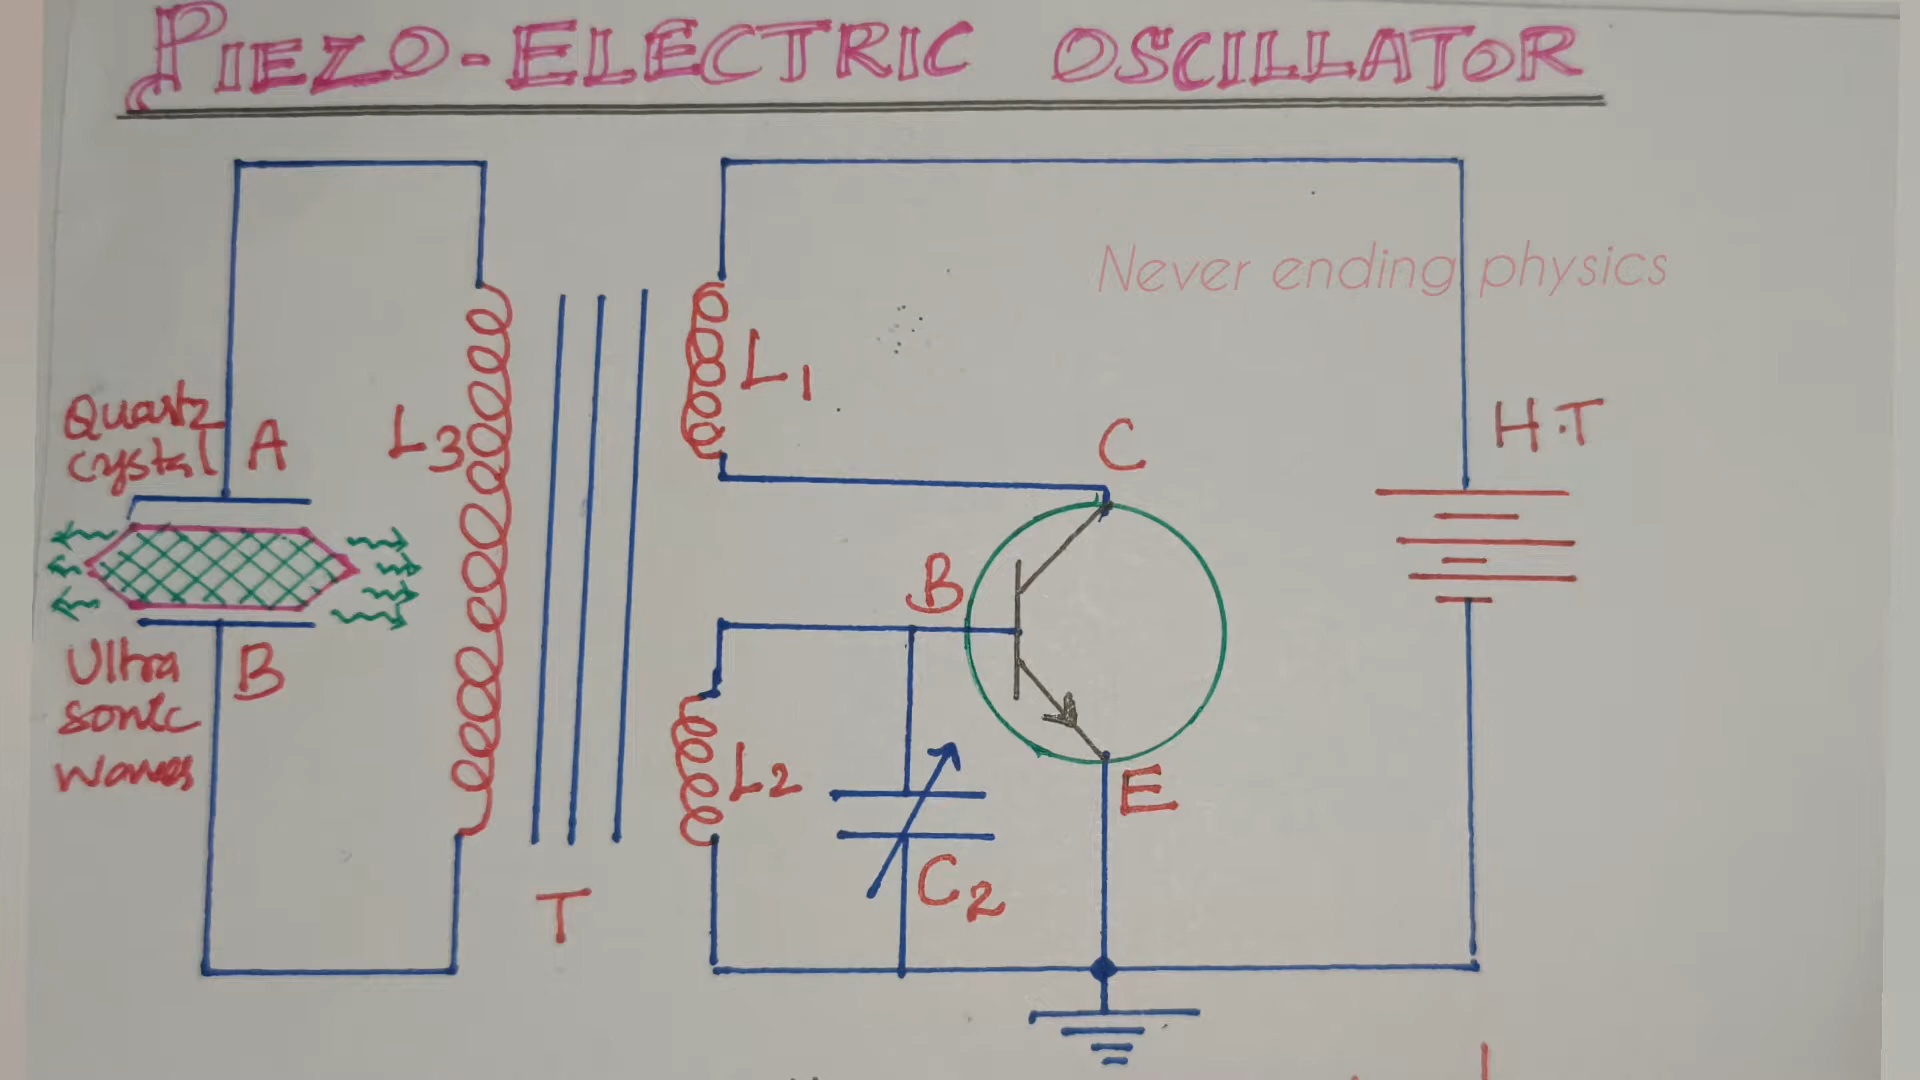 PIEZO-ELECTRIC OSCILLATOR
Never ending physics
Quartz
crystal
A
L3
L1
C
H.T
B
Ultra
sonic
waves
B
L2
E
C2
T